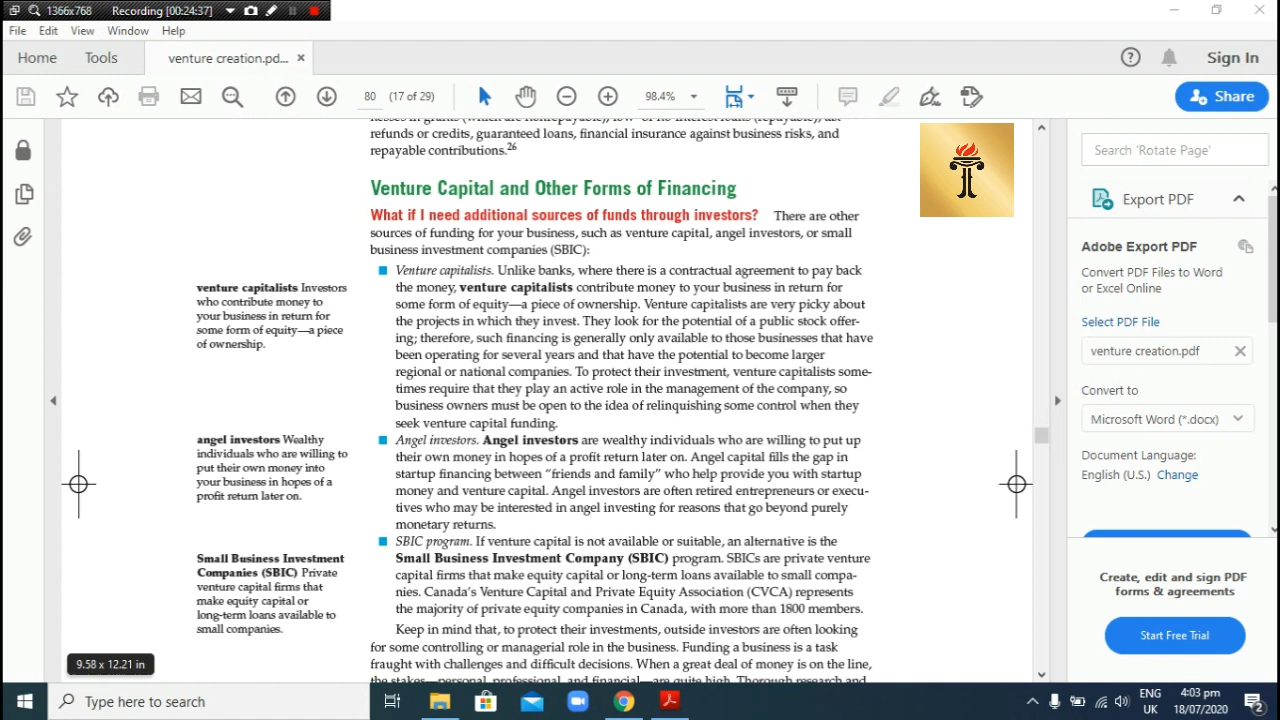 1366x768 Recording [00:24:37]
File Edit View Window Help
Home Tools venture creation.pd... × Sign In
80 (17 of 29) 98.4% Share
refunds or credits, guaranteed loans, financial insurance against business risks, and
repayable contributions.26
Venture Capital and Other Forms of Financing
What if I need additional sources of funds through investors? There are other
sources of funding for your business, such as venture capital, angel investors, or small
business investment companies (SBIC):
Venture capitalists. Unlike banks, where there is a contractual agreement to pay back
the money, venture capitalists contribute money to your business in return for
some form of equity—a piece of ownership. Venture capitalists are very picky about
the projects in which they invest. They look for the potential of a public stock offer-
ing; therefore, such financing is generally only available to those businesses that have
been operating for several years and that have the potential to become larger
regional or national companies. To protect their investment, venture capitalists some-
times require that they play an active role in the management of the company, so
business owners must be open to the idea of relinquishing some control when they
seek venture capital funding.
venture capitalists Investors
who contribute money to
your business in return for
some form of equity—a piece
of ownership.
Angel investors. Angel investors are wealthy individuals who are willing to put up
their own money in hopes of a profit return later on. Angel capital fills the gap in
startup financing between “friends and family” who help provide you with startup
money and venture capital. Angel investors are often retired entrepreneurs or execu-
tives who may be interested in angel investing for reasons that go beyond purely
monetary returns.
angel investors Wealthy
individuals who are willing to
put their own money into
your business in hopes of a
profit return later on.
SBIC program. If venture capital is not available or suitable, an alternative is the
Small Business Investment Company (SBIC) program. SBICs are private venture
capital firms that make equity capital or long-term loans available to small compa-
nies. Canada’s Venture Capital and Private Equity Association (CVCA) represents
the majority of private equity companies in Canada, with more than 1800 members.
Small Business Investment
Companies (SBIC) Private
venture capital firms that
make equity capital or
long-term loans available to
small companies.
Keep in mind that, to protect their investments, outside investors are often looking
for some controlling or managerial role in the business. Funding a business is a task
fraught with challenges and difficult decisions. When a great deal of money is on the line,
9.58 x 12.21 in
Search 'Rotate Page'
Export PDF
Adobe Export PDF
Convert PDF Files to Word
or Excel Online
Select PDF File
venture creation.pdf
Convert to
Microsoft Word (*.docx)
Document Language:
English (U.S.) Change
Create, edit and sign PDF
forms & agreements
Start Free Trial
Type here to search
ENG 4:03 pm
UK 18/07/2020 2